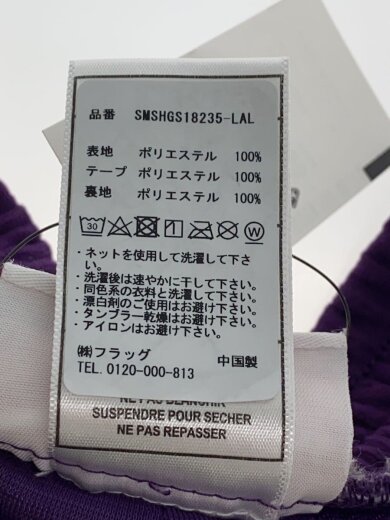 品番 SMSHGS18235-LAL
表地 ポリエステル 100%
テープ ポリエステル 100%
裏地 ポリエステル 100%
30 W
・ネットを使用して洗濯して下さ
い。
・洗濯後は速やかに干して下さい。
・同色系の衣料と洗濯して下さい。
・漂白剤のご使用はお避け下さい。
・タンブラー乾燥はお避け下さい。
・アイロンはお避け下さい。
㈱フラッグ 中国製
TEL. 0120-000-813
NE PAS BLANCHIR
SUSPENDRE POUR SECHER
NE PAS REPASSER